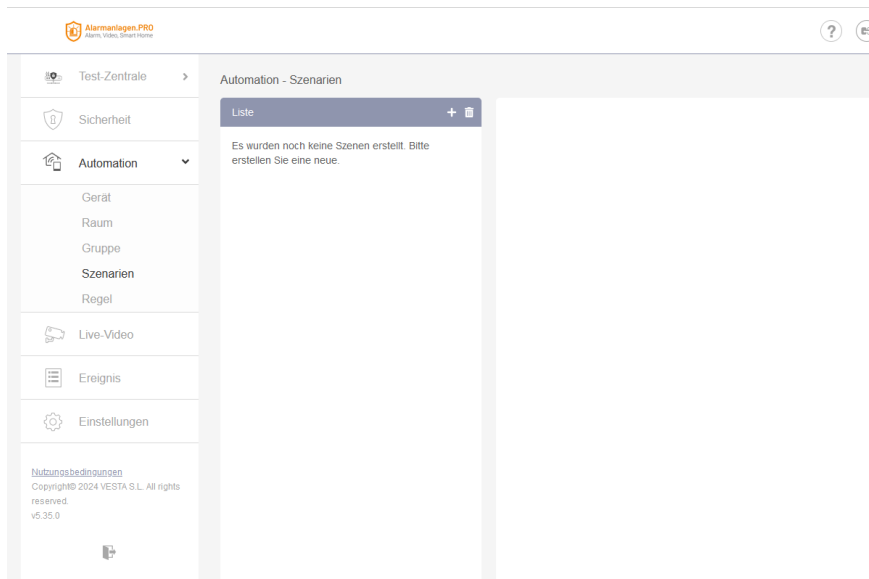 Alarmanlagen.PRO
Alarm, Video, Smart Home
?
Test-Zentrale
Sicherheit
Automation
Gerät
Raum
Gruppe
Szenarien
Regel
Live-Video
Ereignis
Einstellungen
Nutzungsbedingungen
Copyright© 2024 VESTA S.L. All rights
reserved.
v5.35.0
Automation - Szenarien
Liste
Es wurden noch keine Szenen erstellt. Bitte
erstellen Sie eine neue.